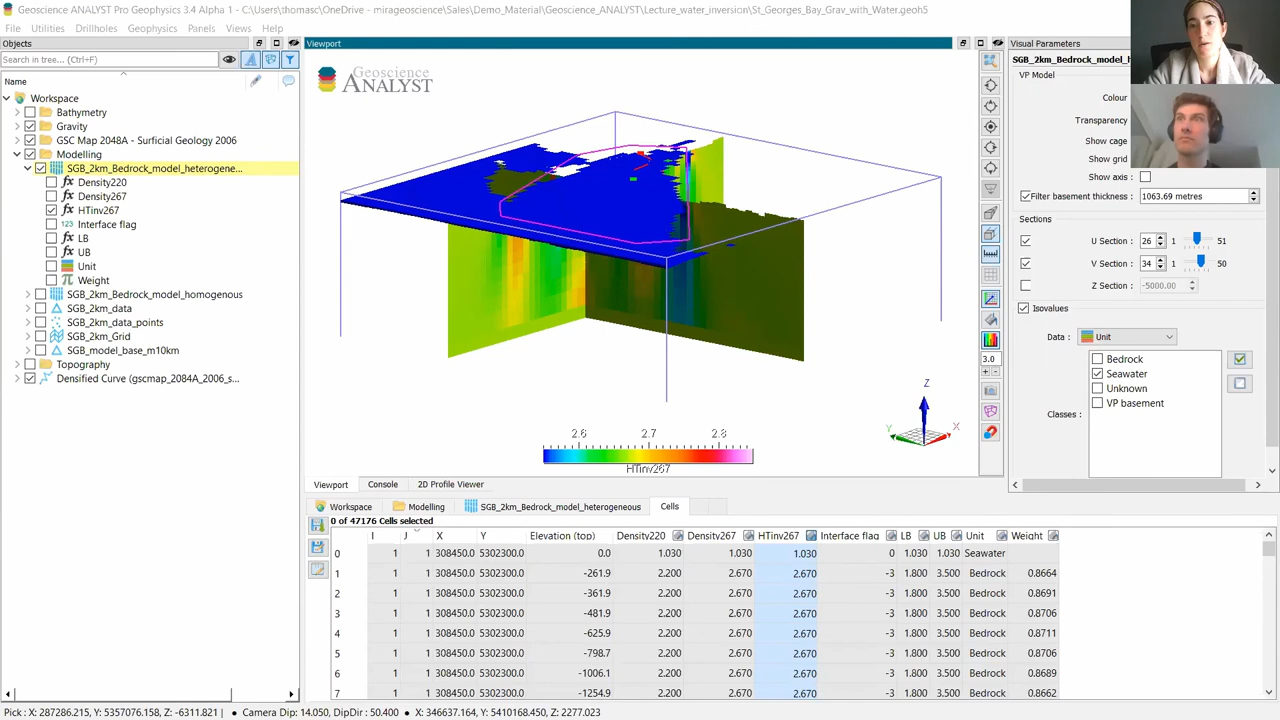 Geoscience ANALYST Pro Geophysics 3.4 Alpha 1 - C:\Users\thomasc\OneDrive - mirageoscience\Sales\Demo_Material\Geoscience_ANALYST\Lecture_water_inversion\St_Georges_Bay_Grav_with_Water.geoh5
File Utilities Drillholes Geophysics Panels Views Help
Objects
Search in tree... (Ctrl+F)
Name
Workspace
Bathymetry
Gravity
GSC Map 2048A - Surficial Geology 2006
Modelling
SGB_2km_Bedrock_model_heterogene...
Density220
Density267
HTinv267
Interface flag
LB
UB
Unit
Weight
SGB_2km_Bedrock_model_homogenous
SGB_2km_data
SGB_2km_data_points
SGB_2km_Grid
SGB_model_base_m10km
Topography
Densified Curve (gscmap_2084A_2006_s...
Viewport
Geoscience
ANALYST
Z
Y X
2.6 2.7 2.8
HTinv267
3.0
Viewport Console 2D Profile Viewer
Visual Parameters
SGB_2km_Bedrock_model_h
VP Model
Colour
Transparency
Show cage
Show grid
Show axis :
Filter basement thickness : 1063.69 metres
Sections
U Section : 26 1 51
V Section : 34 1 50
Z Section : -5000.00
Isovalues
Data : Unit
Bedrock
Seawater
Unknown
VP basement
Classes :
Workspace Modelling SGB_2km_Bedrock_model_heterogeneous Cells
0 of 47176 Cells selected
I J X Y Elevation (top) Density220 Density267 HTinv267 Interface flag LB UB Unit Weight
0 1 1 308450.0 5302300.0 0.0 1.030 1.030 1.030 0 1.030 1.030 Seawater
1 1 1 308450.0 5302300.0 -261.9 2.200 2.670 2.670 -3 1.800 3.500 Bedrock 0.8664
2 1 1 308450.0 5302300.0 -361.9 2.200 2.670 2.670 -3 1.800 3.500 Bedrock 0.8691
3 1 1 308450.0 5302300.0 -481.9 2.200 2.670 2.670 -3 1.800 3.500 Bedrock 0.8706
4 1 1 308450.0 5302300.0 -625.9 2.200 2.670 2.670 -3 1.800 3.500 Bedrock 0.8711
5 1 1 308450.0 5302300.0 -798.7 2.200 2.670 2.670 -3 1.800 3.500 Bedrock 0.8706
6 1 1 308450.0 5302300.0 -1006.1 2.200 2.670 2.670 -3 1.800 3.500 Bedrock 0.8689
7 1 1 308450.0 5302300.0 -1254.9 2.200 2.670 2.670 -3 1.800 3.500 Bedrock 0.8662
Pick : X: 287286.215, Y: 5357076.158, Z: -6311.821 | • Camera Dip: 14.050, DipDir : 50.400 • X: 346637.164, Y: 5410168.450, Z: 2277.023